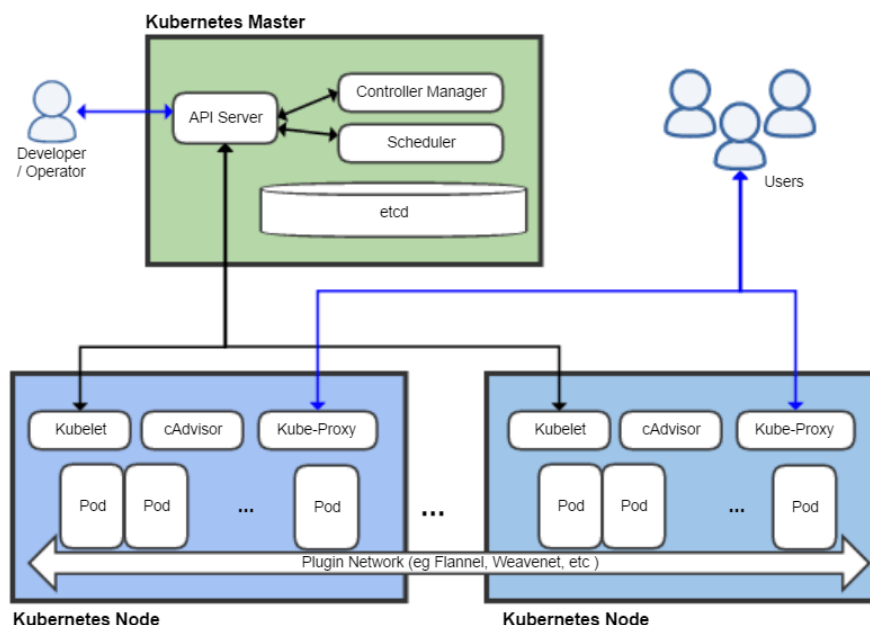 Kubernetes Master
API Server
Controller Manager
Scheduler
etcd
Developer
/ Operator
Users
Kubelet
cAdvisor
Kube-Proxy
Kubelet
cAdvisor
Kube-Proxy
Pod
Pod
...
Pod
...
Pod
Pod
...
Pod
Plugin Network (eg Flannel, Weavenet, etc )
Kubernetes Node
Kubernetes Node